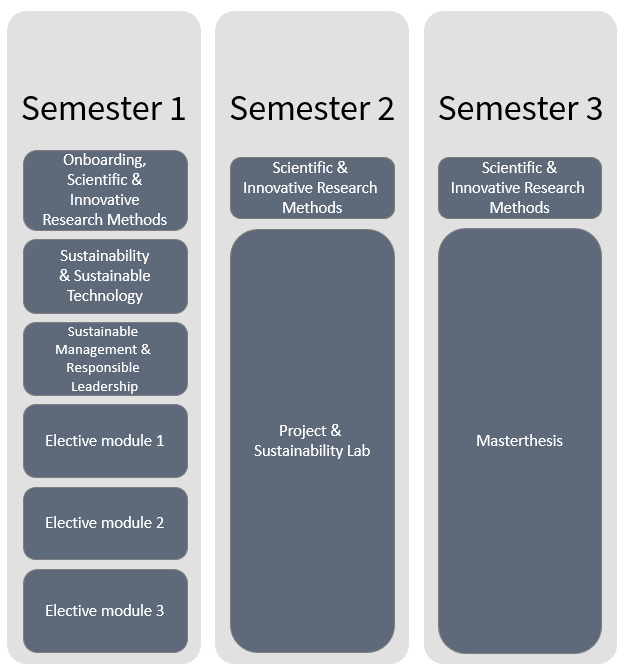 Semester 1
Onboarding,
Scientific &
Innovative
Research Methods
Sustainability
& Sustainable
Technology
Sustainable
Management &
Responsible
Leadership
Elective module 1
Elective module 2
Elective module 3
Semester 2
Scientific &
Innovative Research
Methods
Project &
Sustainability Lab
Semester 3
Scientific &
Innovative Research
Methods
Masterthesis